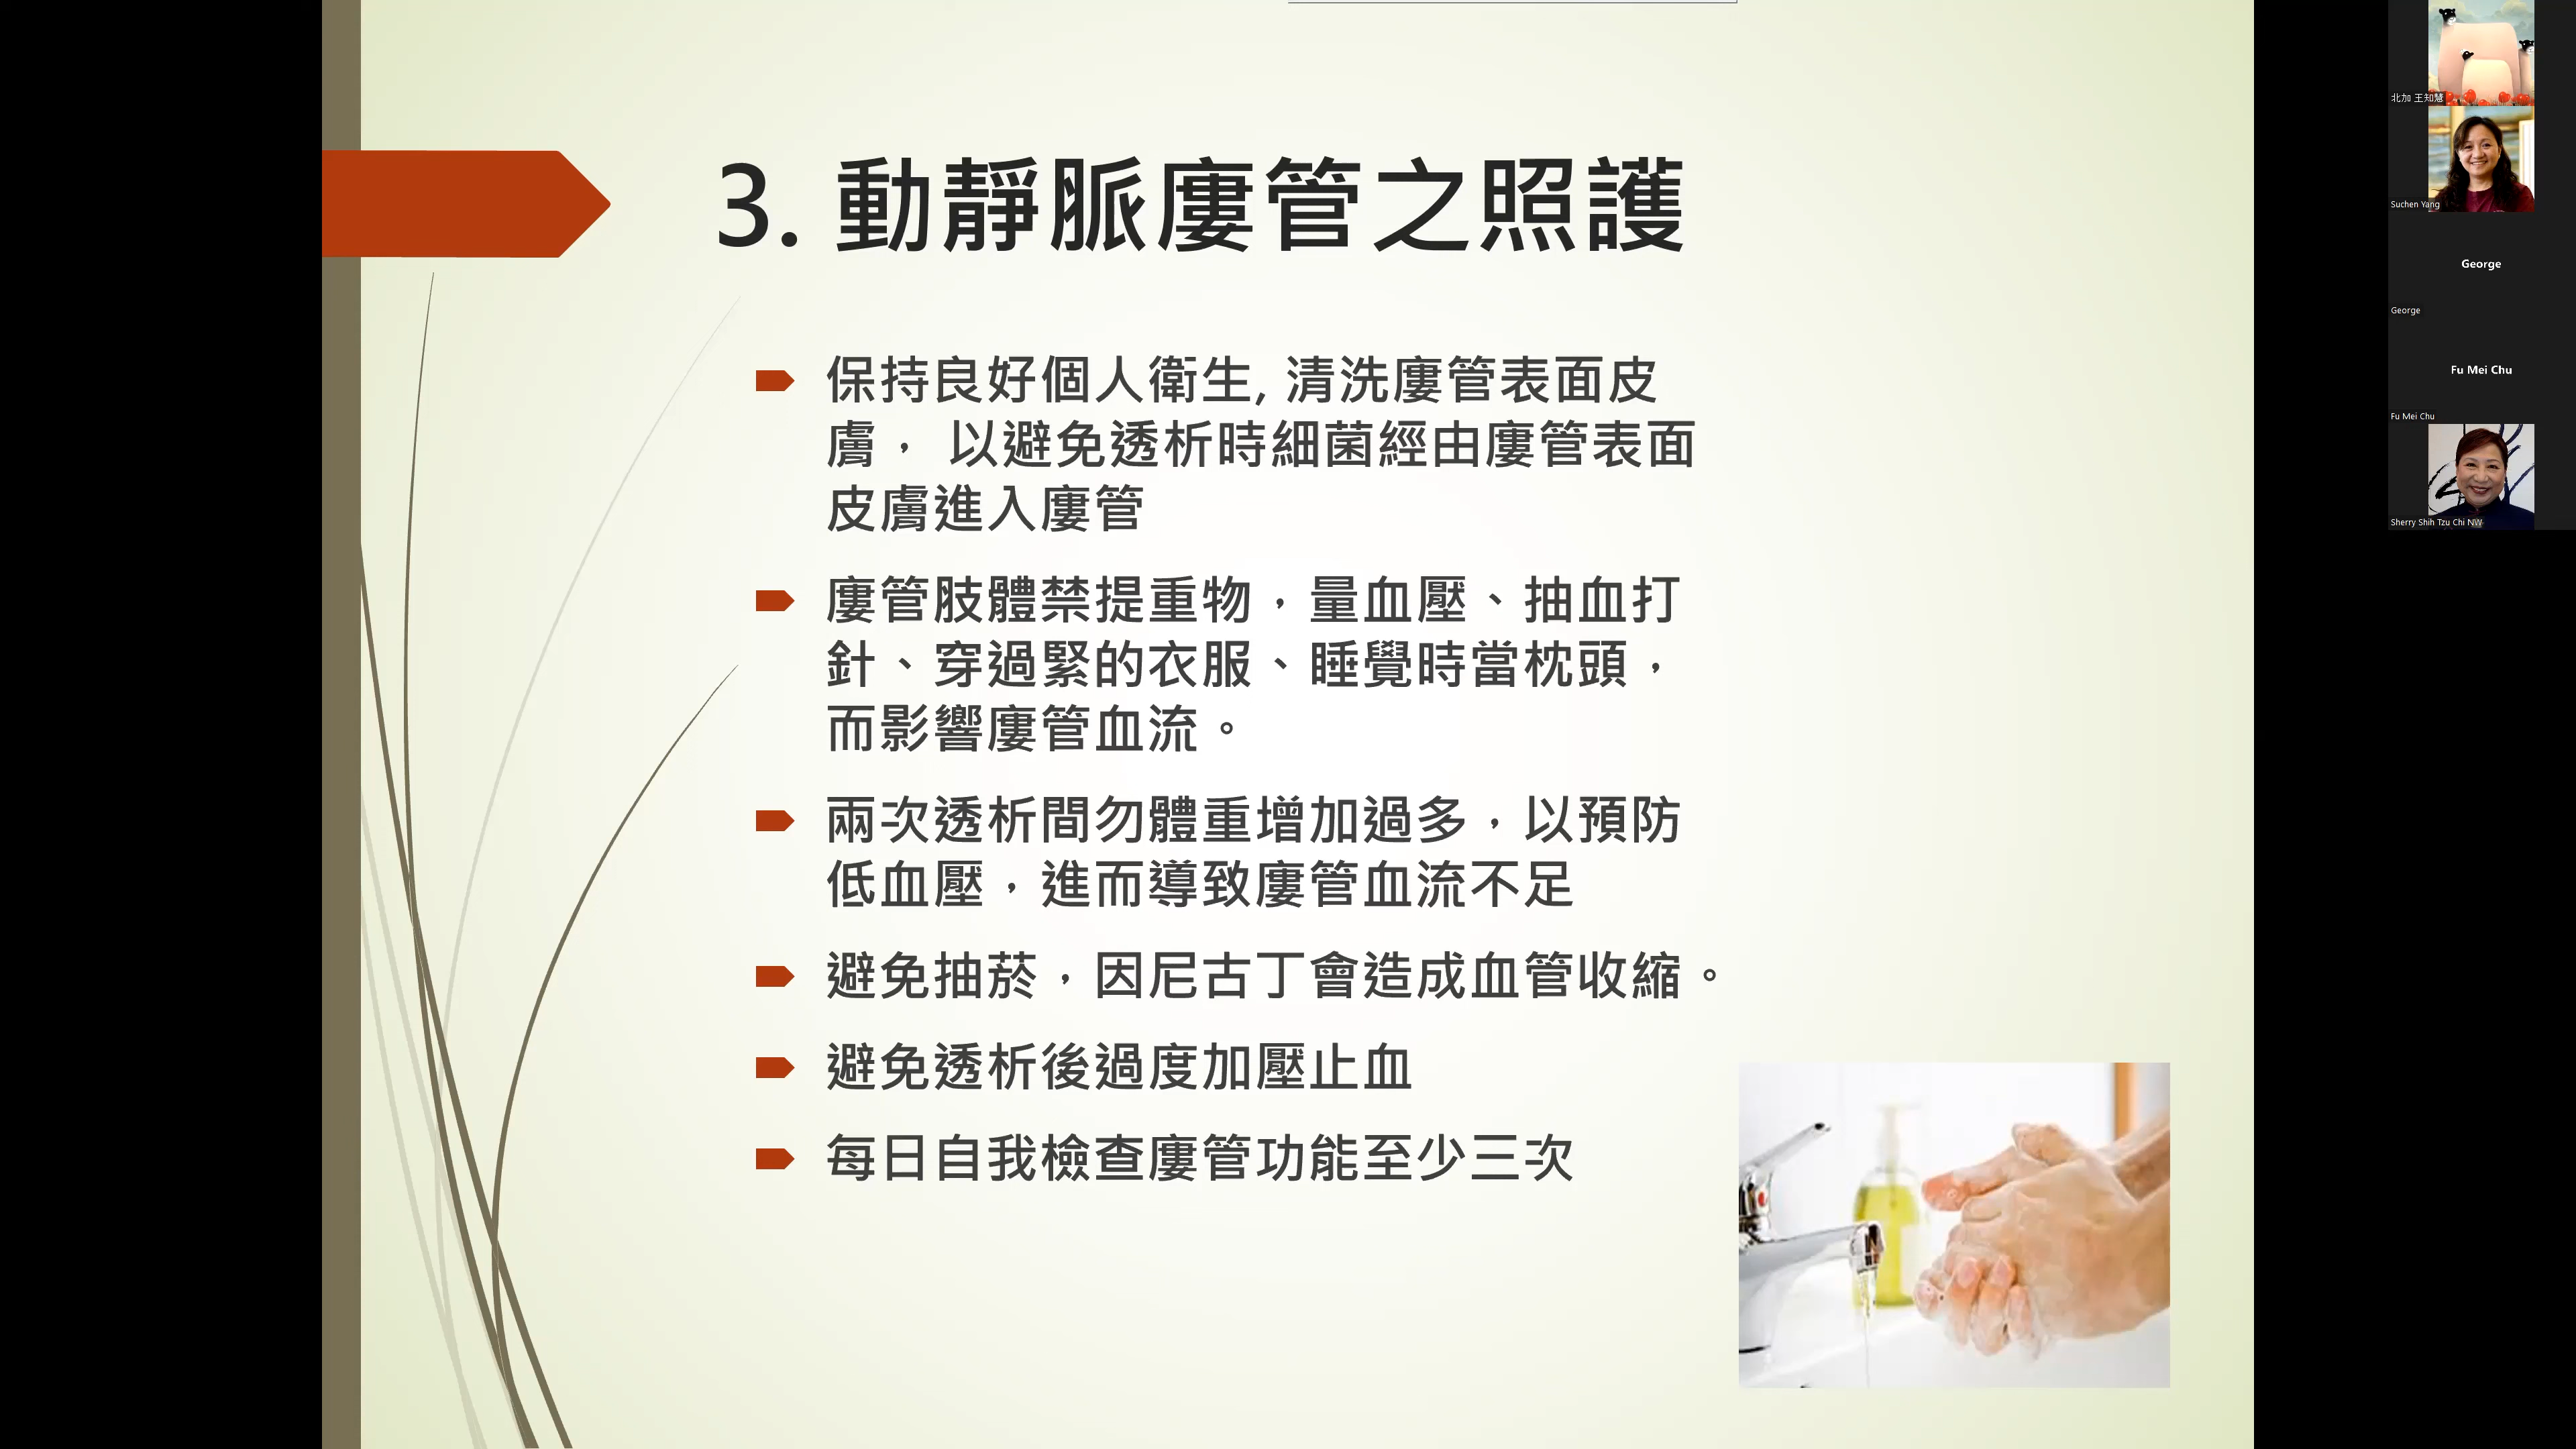 3. 動靜脈廔管之照護
保持良好個人衛生, 清洗廔管表面皮
膚， 以避免透析時細菌經由廔管表面
皮膚進入廔管
廔管肢體禁提重物，量血壓、抽血打
針、穿過緊的衣服、睡覺時當枕頭，
而影響廔管血流。
兩次透析間勿體重增加過多，以預防
低血壓，進而導致廔管血流不足
避免抽菸，因尼古丁會造成血管收縮。
避免透析後過度加壓止血
每日自我檢查廔管功能至少三次
北加 王知慧
Suchen Yang
George
George
Fu Mei Chu
Fu Mei Chu
Sherry Shih Tzu Chi NW